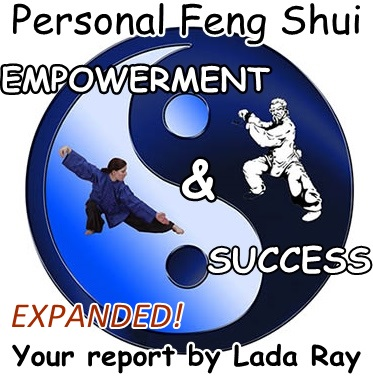 Personal Feng Shui
EMPOWERMENT
&
SUCCESS
EXPANDED!
Your report by Lada Ray